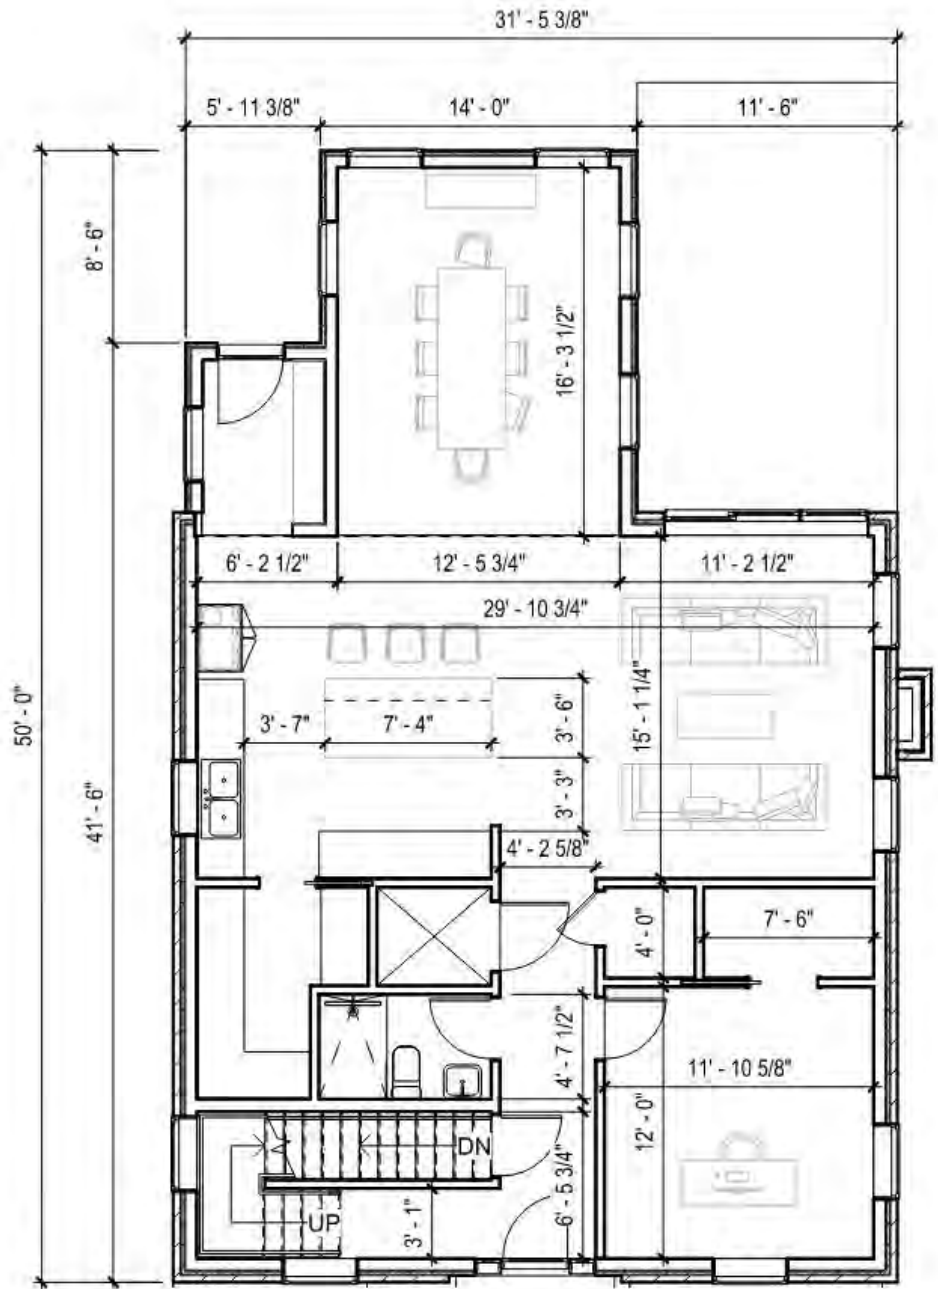 31' - 5 3/8"
5' - 11 3/8"
14' - 0"
11' - 6"
8' - 6"
16' - 3 1/2"
6' - 2 1/2"
12' - 5 3/4"
11' - 2 1/2"
29' - 10 3/4"
50' - 0"
41' - 6"
3' - 7"
7' - 4"
3' - 6"
15' - 1 1/4"
3' - 3"
4' - 2 5/8"
4' - 0"
7' - 6"
4' - 7 1/2"
11' - 10 5/8"
12' - 0"
DN
6' - 5 3/4"
UP
3' - 1"